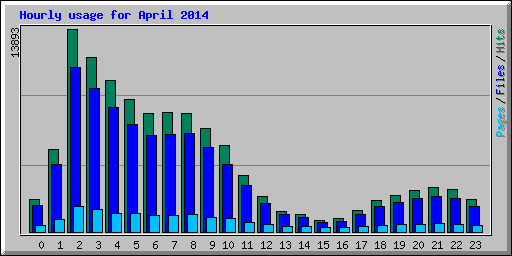 Hourly usage for April 2014
13893
Pages / Files / Hits
0 1 2 3 4 5 6 7 8 9 10 11 12 13 14 15 16 17 18 19 20 21 22 23